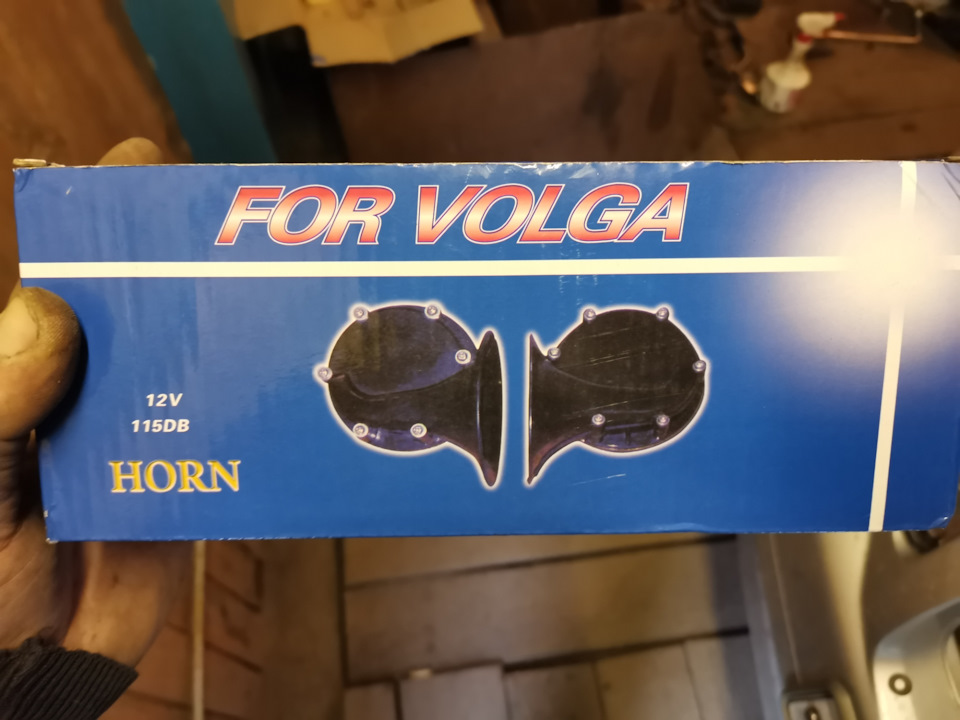 FOR VOLGA
12V
115DB
HORN